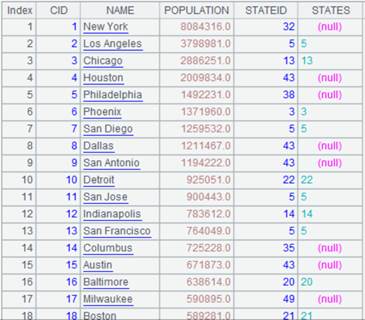 Index CID NAME POPULATION STATEID STATES
1 1 New York 8084316.0 32 (null)
2 2 Los Angeles 3798981.0 5 5
3 3 Chicago 2886251.0 13 13
4 4 Houston 2009834.0 43 (null)
5 5 Philadelphia 1492231.0 38 (null)
6 6 Phoenix 1371960.0 3 3
7 7 San Diego 1259532.0 5 5
8 8 Dallas 1211467.0 43 (null)
9 9 San Antonio 1194222.0 43 (null)
10 10 Detroit 925051.0 22 22
11 11 San Jose 900443.0 5 5
12 12 Indianapolis 783612.0 14 14
13 13 San Francisco 764049.0 5 5
14 14 Columbus 725228.0 35 (null)
15 15 Austin 671873.0 43 (null)
16 16 Baltimore 638614.0 20 20
17 17 Milwaukee 590895.0 49 (null)
18 18 Boston 589281.0 21 21